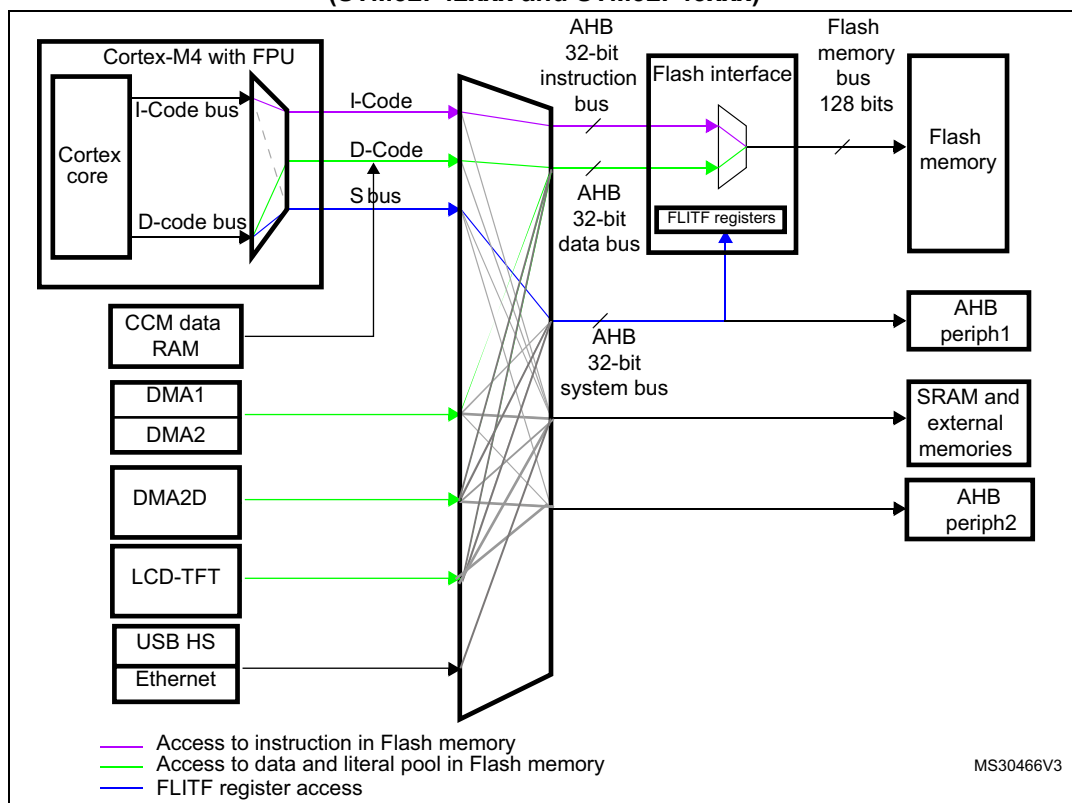 Cortex-M4 with FPU
Cortex
core
I-Code bus
D-code bus
I-Code
D-Code
S bus
CCM data
RAM
DMA1
DMA2
DMA2D
LCD-TFT
USB HS
Ethernet
AHB
32-bit
instruction
bus
AHB
32-bit
data bus
AHB
32-bit
system bus
Flash interface
FLITF registers
Flash
memory
bus
128 bits
Flash
memory
AHB
periph1
SRAM and
external
memories
AHB
periph2
Access to instruction in Flash memory
Access to data and literal pool in Flash memory
FLITF register access
MS30466V3